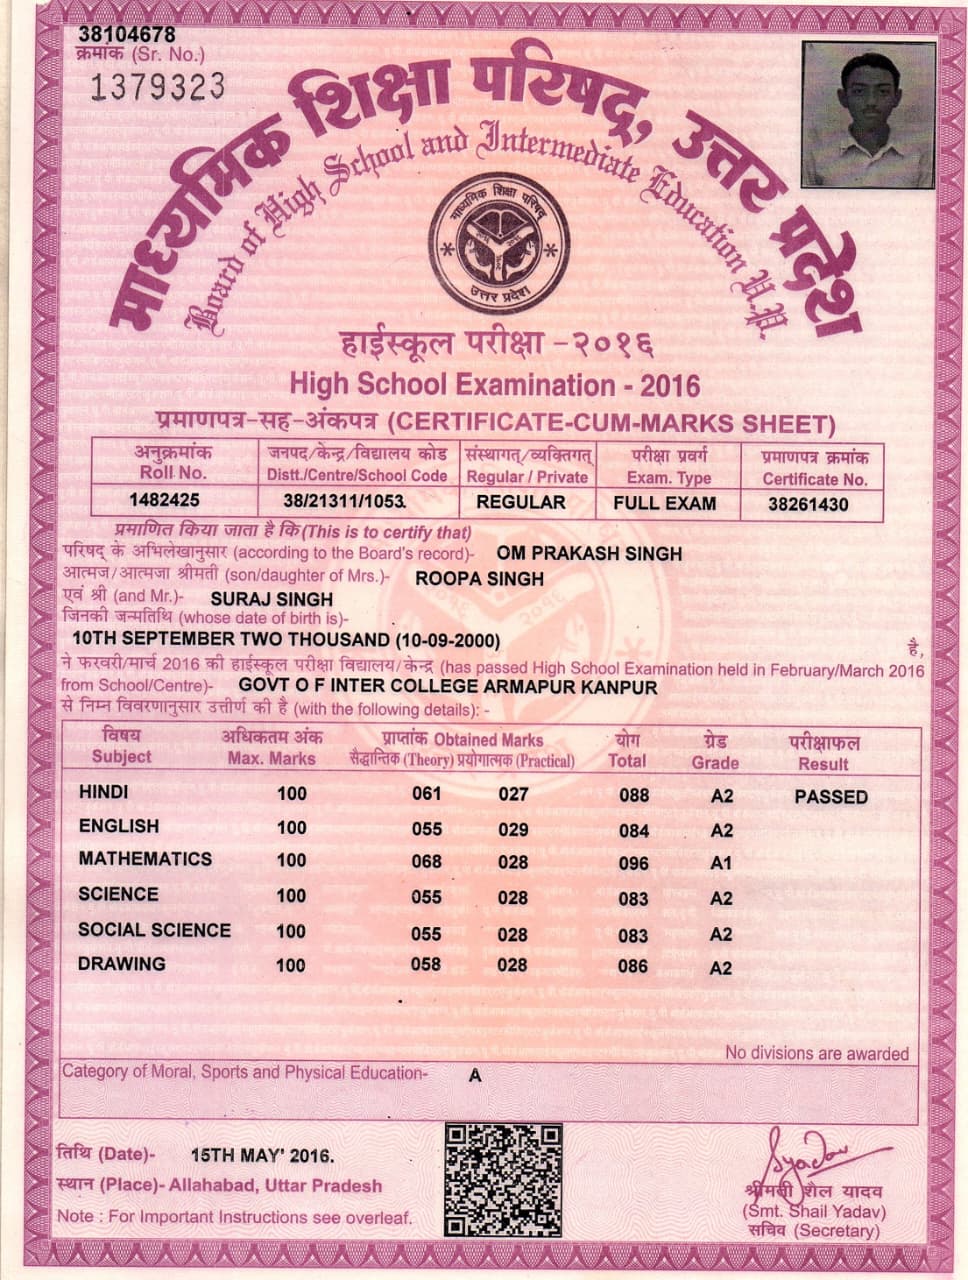 38104678
क्रमांक (Sr. No.)
1379323
माध्यमिक शिक्षा परिषद्, उत्तर प्रदेश
Board of High School and Intermediate Education U.P.
माध्यमिक शिक्षा परिषद्
उत्तर प्रदेश
हाईस्कूल परीक्षा -२०१६
High School Examination - 2016
प्रमाणपत्र-सह-अंकपत्र (CERTIFICATE-CUM-MARKS SHEET)
अनुक्रमांक जनपद/केन्द्र/विद्यालय कोड संस्थागत्/व्यक्तिगत् परीक्षा प्रवर्ग प्रमाणपत्र क्रमांक
Roll No. Distt./Centre/School Code Regular / Private Exam. Type Certificate No.
1482425 38/21311/1053. REGULAR FULL EXAM 38261430
प्रमाणित किया जाता है कि (This is to certify that)
परिषद् के अभिलेखानुसार (according to the Board's record)- OM PRAKASH SINGH
आत्मज/आत्मजा श्रीमती (son/daughter of Mrs.)- ROOPA SINGH
एवं श्री (and Mr.)- SURAJ SINGH
जिनकी जन्मतिथि (whose date of birth is)-
10TH SEPTEMBER TWO THOUSAND (10-09-2000) है,
ने फरवरी/मार्च 2016 की हाईस्कूल परीक्षा विद्यालय/केन्द्र (has passed High School Examination held in February/March 2016
from School/Centre)- GOVT O F INTER COLLEGE ARMAPUR KANPUR
से निम्न विवरणानुसार उत्तीर्ण की है (with the following details): -
विषय अधिकतम अंक प्राप्तांक Obtained Marks योग ग्रेड परीक्षाफल
Subject Max. Marks सैद्धान्तिक (Theory) प्रयोगात्मक (Practical) Total Grade Result
HINDI 100 061 027 088 A2 PASSED
ENGLISH 100 055 029 084 A2
MATHEMATICS 100 068 028 096 A1
SCIENCE 100 055 028 083 A2
SOCIAL SCIENCE 100 055 028 083 A2
DRAWING 100 058 028 086 A2
No divisions are awarded
Category of Moral, Sports and Physical Education- A
तिथि (Date)- 15TH MAY' 2016.
स्थान (Place)- Allahabad, Uttar Pradesh
Note : For Important Instructions see overleaf.
श्रीमती शैल यादव
(Smt. Shail Yadav)
सचिव (Secretary)